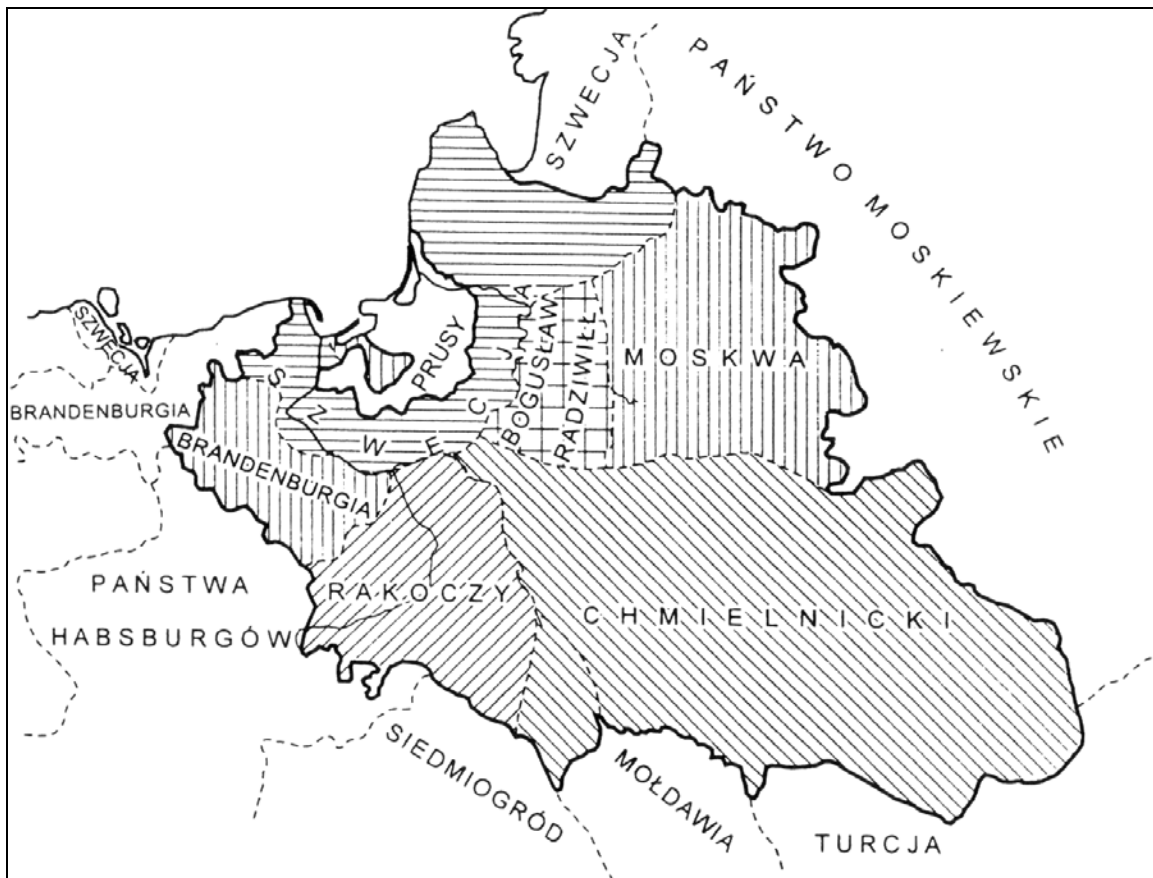 SZWECJA
PAŃSTWO MOSKIEWSKIE
SZWECJA
BRANDENBURGIA
PRUSY
SZWECJA
BOGUSŁAW
RADZIWIŁŁ
MOSKWA
BRANDENBURGIA
PAŃSTWA
HABSBURGÓW
RAKOCZY
CHMIELNICKI
SIEDMIOGRÓD
MOŁDAWIA
TURCJA